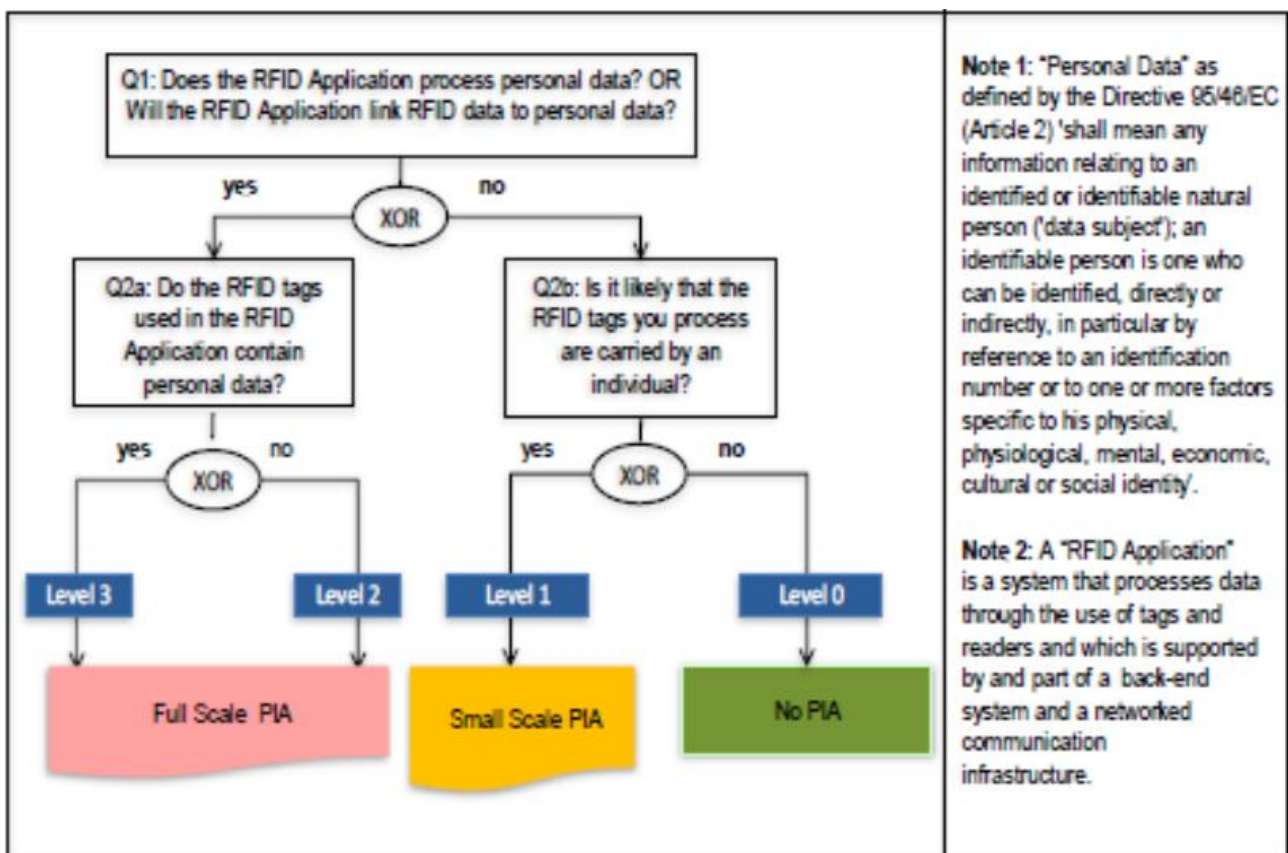 Q1: Does the RFID Application process personal data? OR
Will the RFID Application link RFID data to personal data?
yes
no
XOR
Q2a: Do the RFID tags
used in the RFID
Application contain
personal data?
Q2b: Is it likely that the
RFID tags you process
are carried by an
individual?
yes
no
XOR
yes
no
XOR
Level 3
Level 2
Level 1
Level 0
Full Scale PIA
Small Scale PIA
No PIA
Note 1: "Personal Data" as
defined by the Directive 95/46/EC
(Article 2) 'shall mean any
information relating to an
identified or identifiable natural
person ('data subject'); an
identifiable person is one who
can be identified, directly or
indirectly, in particular by
reference to an identification
number or to one or more factors
specific to his physical,
physiological, mental, economic,
cultural or social identity'.
Note 2: A "RFID Application"
is a system that processes data
through the use of tags and
readers and which is supported
by and part of a back-end
system and a networked
communication
infrastructure.